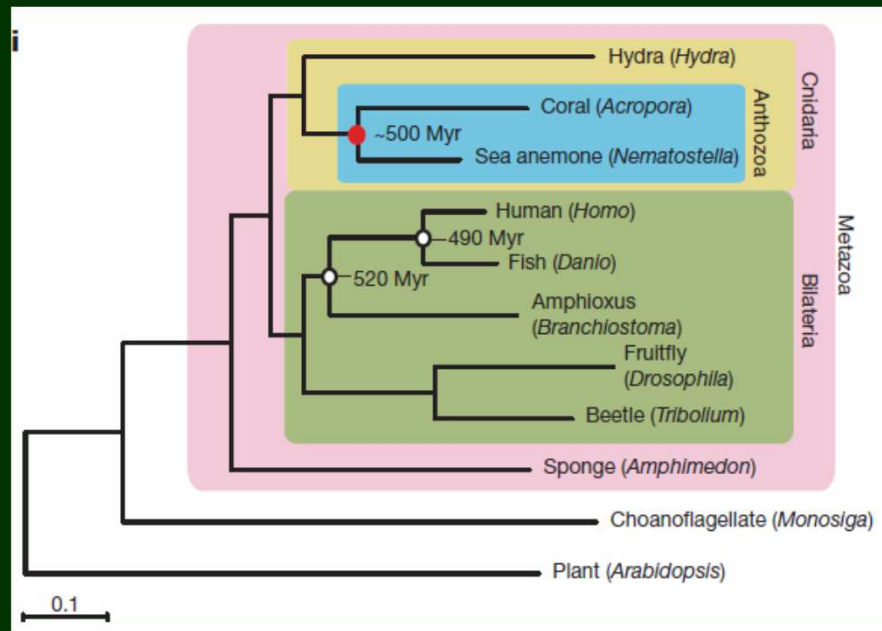 i
Hydra (Hydra)
Coral (Acropora)
~500 Myr
Sea anemone (Nematostella)
Anthozoa
Cnidaria
Human (Homo)
490 Myr
Fish (Danio)
520 Myr
Amphioxus
(Branchiostoma)
Fruitfly
(Drosophila)
Beetle (Tribolium)
Bilateria
Metazoa
Sponge (Amphimedon)
Choanoflagellate (Monosiga)
Plant (Arabidopsis)
0.1